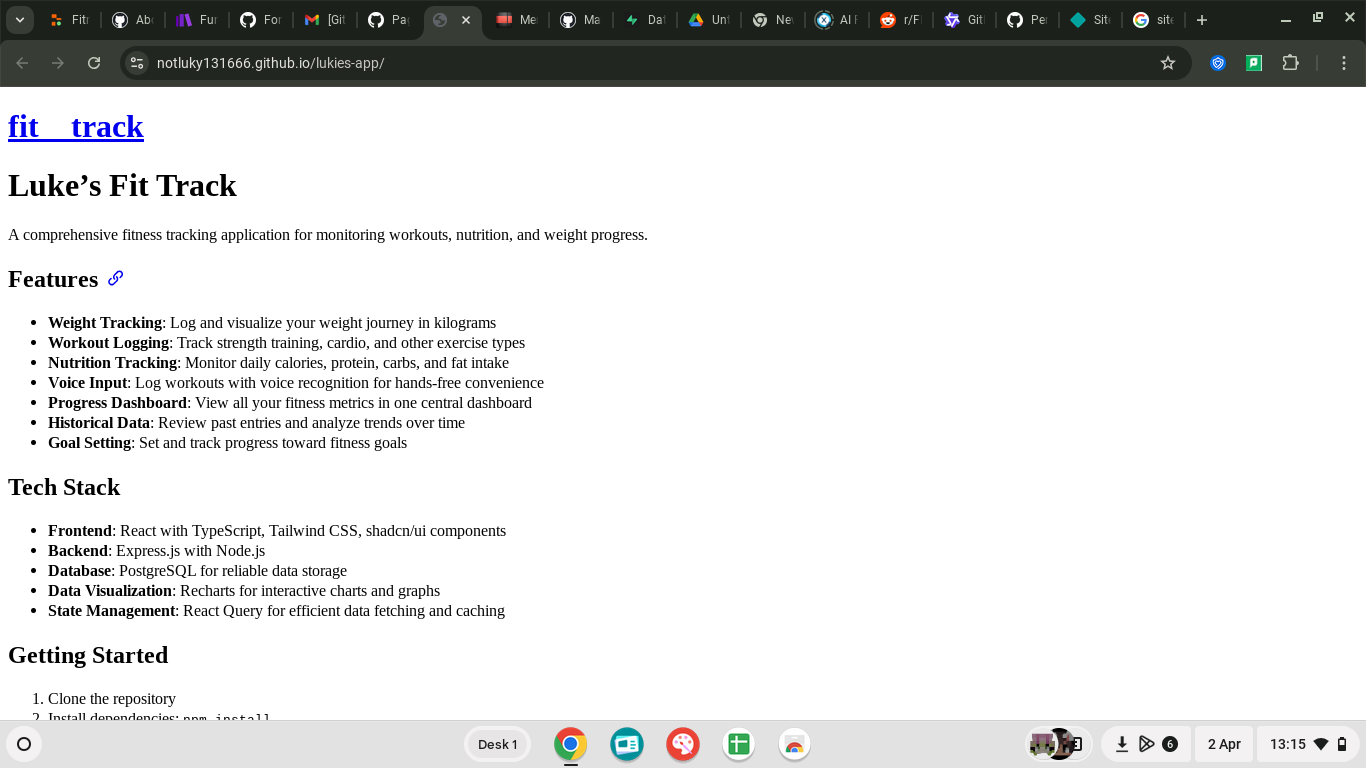 Fitr
Abo
Fur
For
[Git
Pag
Me
Ma
Dat
Unt
Nev
AI F
r/Fl
Gitl
Per
Site
site
notluky131666.github.io/lukies-app/
fit__track
Luke’s Fit Track
A comprehensive fitness tracking application for monitoring workouts, nutrition, and weight progress.
Features
Weight Tracking: Log and visualize your weight journey in kilograms
Workout Logging: Track strength training, cardio, and other exercise types
Nutrition Tracking: Monitor daily calories, protein, carbs, and fat intake
Voice Input: Log workouts with voice recognition for hands-free convenience
Progress Dashboard: View all your fitness metrics in one central dashboard
Historical Data: Review past entries and analyze trends over time
Goal Setting: Set and track progress toward fitness goals
Tech Stack
Frontend: React with TypeScript, Tailwind CSS, shadcn/ui components
Backend: Express.js with Node.js
Database: PostgreSQL for reliable data storage
Data Visualization: Recharts for interactive charts and graphs
State Management: React Query for efficient data fetching and caching
Getting Started
1. Clone the repository
2. Install dependencies: npm install
Desk 1
6
2 Apr
13:15